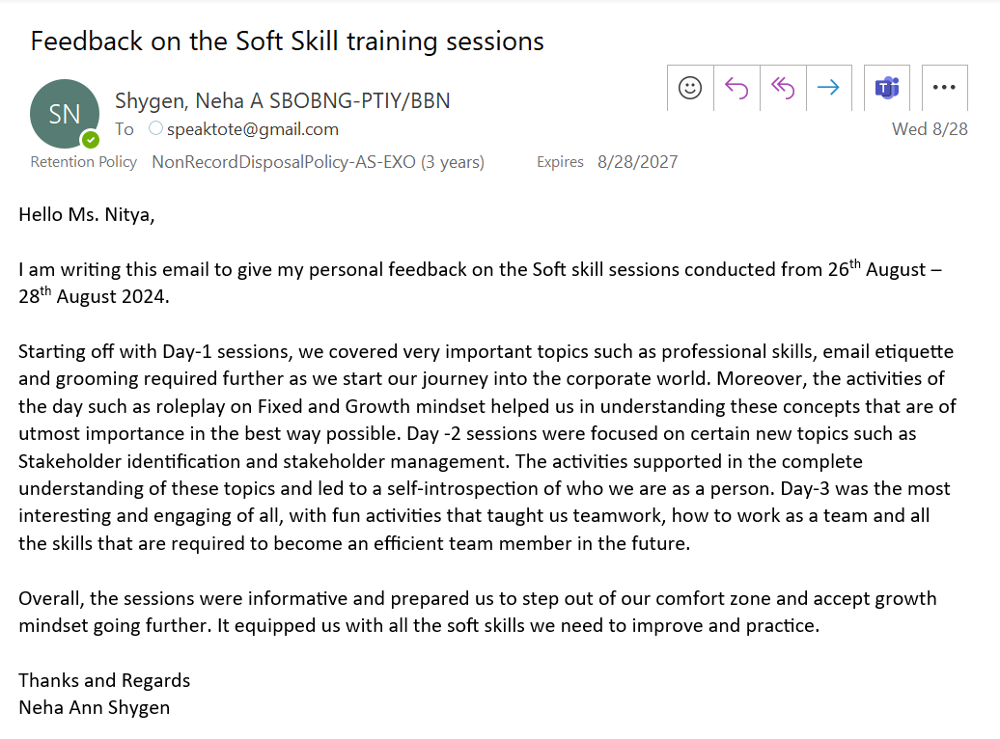 Feedback on the Soft Skill training sessions
SN
Shygen, Neha A SBOBNG-PTIY/BBN
To speaktote@gmail.com
Wed 8/28
Retention Policy NonRecordDisposalPolicy-AS-EXO (3 years) Expires 8/28/2027
Hello Ms. Nitya,
I am writing this email to give my personal feedback on the Soft skill sessions conducted from 26th August –
28th August 2024.
Starting off with Day-1 sessions, we covered very important topics such as professional skills, email etiquette
and grooming required further as we start our journey into the corporate world. Moreover, the activities of
the day such as roleplay on Fixed and Growth mindset helped us in understanding these concepts that are of
utmost importance in the best way possible. Day -2 sessions were focused on certain new topics such as
Stakeholder identification and stakeholder management. The activities supported in the complete
understanding of these topics and led to a self-introspection of who we are as a person. Day-3 was the most
interesting and engaging of all, with fun activities that taught us teamwork, how to work as a team and all
the skills that are required to become an efficient team member in the future.
Overall, the sessions were informative and prepared us to step out of our comfort zone and accept growth
mindset going further. It equipped us with all the soft skills we need to improve and practice.
Thanks and Regards
Neha Ann Shygen